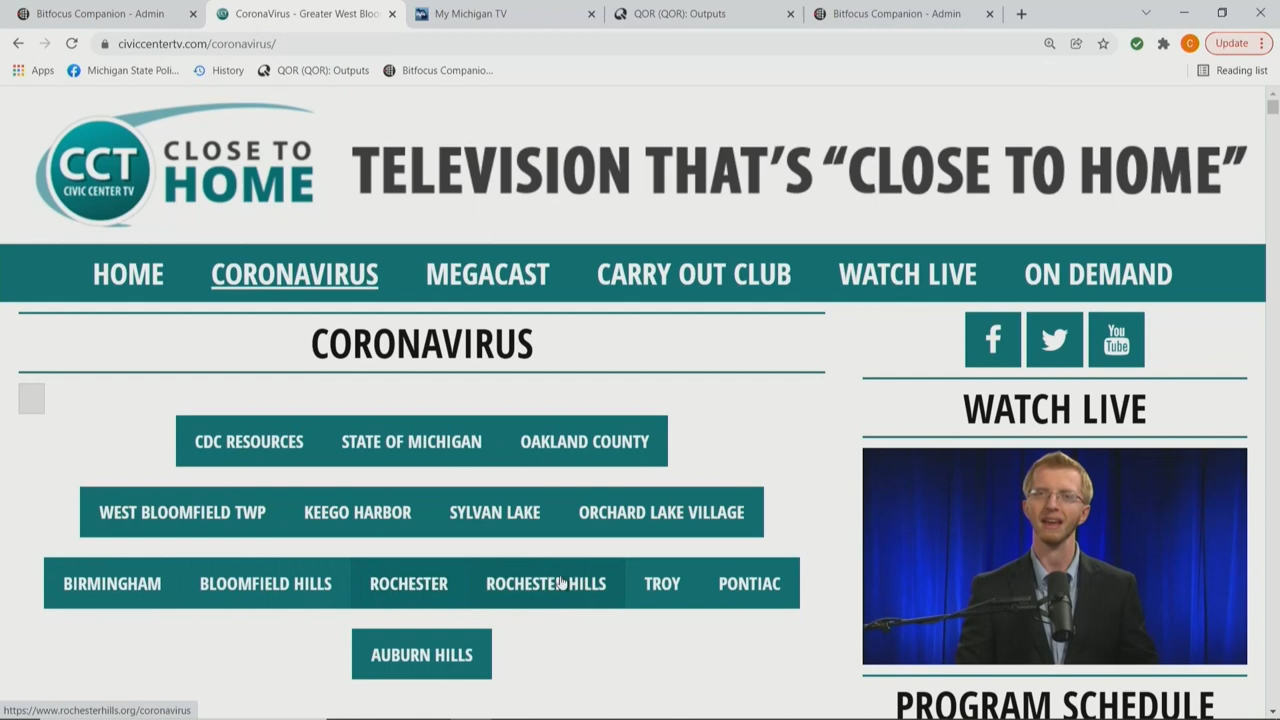 Bitfocus Companion - Admin
CoronaVirus - Greater West Bloo
My Michigan TV
QOR (QOR): Outputs
Bitfocus Companion - Admin
civiccentertv.com/coronavirus/
C
Update
Apps
Michigan State Poli...
History
QOR (QOR): Outputs
Bitfocus Companio...
Reading list
CCT
CIVIC CENTER TV
CLOSE TO
HOME
TELEVISION THAT'S “CLOSE TO HOME”
HOME
CORONAVIRUS
MEGACAST
CARRY OUT CLUB
WATCH LIVE
ON DEMAND
CORONAVIRUS
You
Tube
WATCH LIVE
CDC RESOURCES
STATE OF MICHIGAN
OAKLAND COUNTY
WEST BLOOMFIELD TWP
KEEGO HARBOR
SYLVAN LAKE
ORCHARD LAKE VILLAGE
BIRMINGHAM
BLOOMFIELD HILLS
ROCHESTER
ROCHESTER HILLS
TROY
PONTIAC
AUBURN HILLS
PROGRAM SCHEDULE
https://www.rochesterhills.org/coronavirus